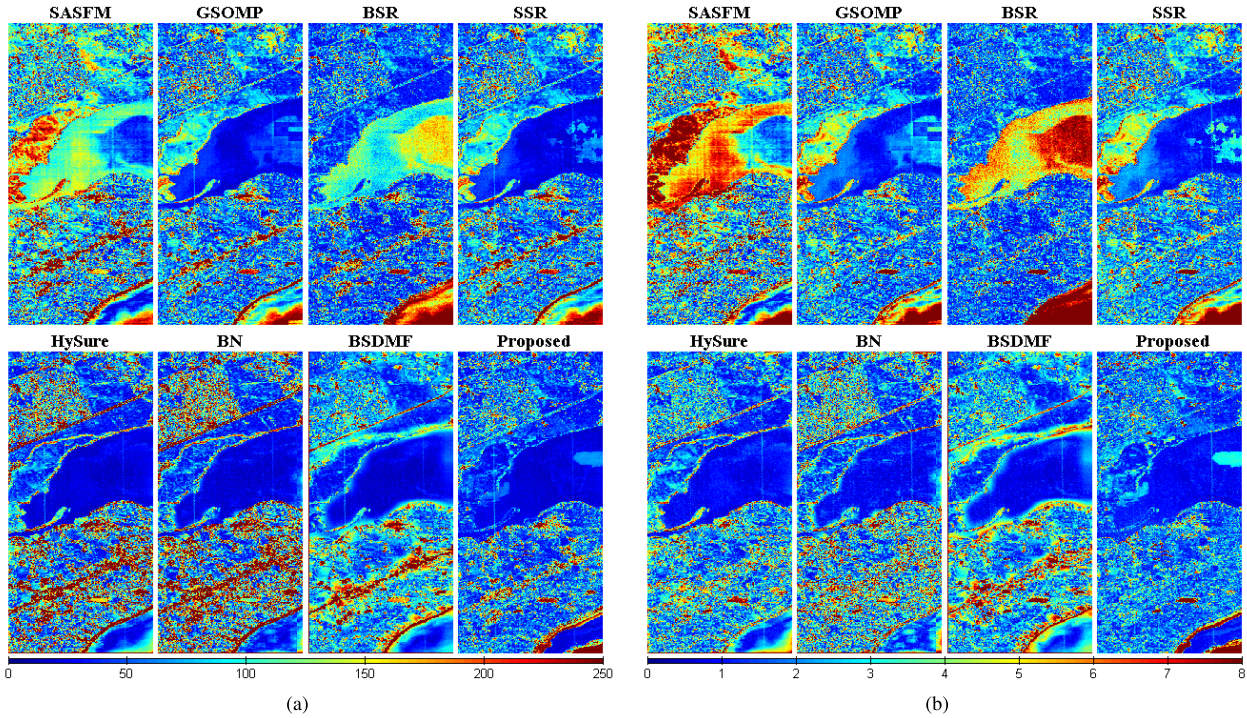 SASFM GSOMP BSR SSR SASFM GSOMP BSR SSR
HySure BN BSDMF Proposed HySure BN BSDMF Proposed
0 50 100 150 200 250 0 1 2 3 4 5 6 7 8
(a) (b)